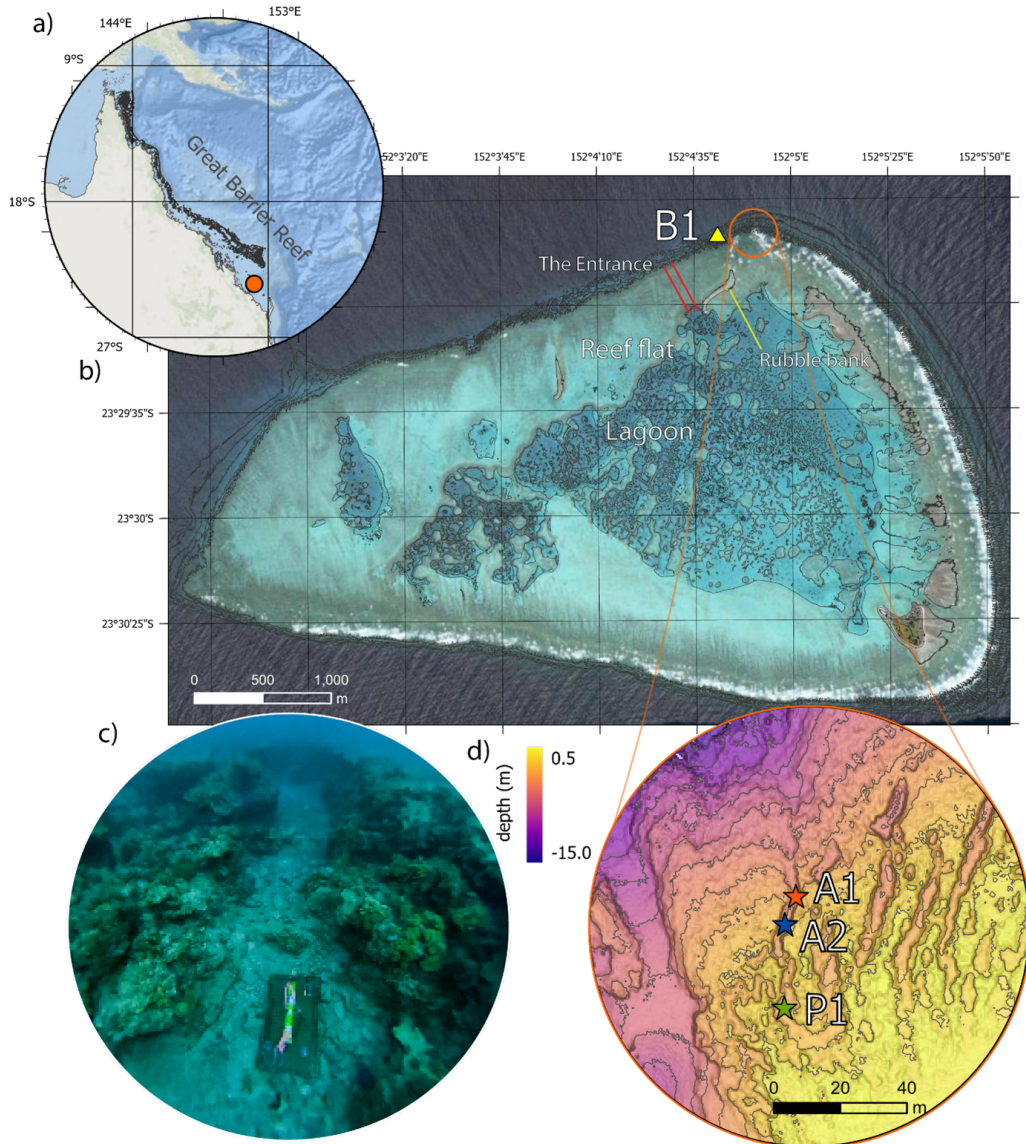 a)
144°E
153°E
9°S
18°S
27°S
Great Barrier Reef
b)
152°3'20"E
152°3'45"E
152°4'10"E
152°4'35"E
152°5'E
152°5'25"E
152°5'50"E
23°29'35"S
23°30'S
23°30'25"S
B1
The Entrance
Reef flat
Rubble bank
Lagoon
0 500 1,000
m
c)
d)
depth (m)
0.5
-15.0
A1
A2
P1
0 20 40
m